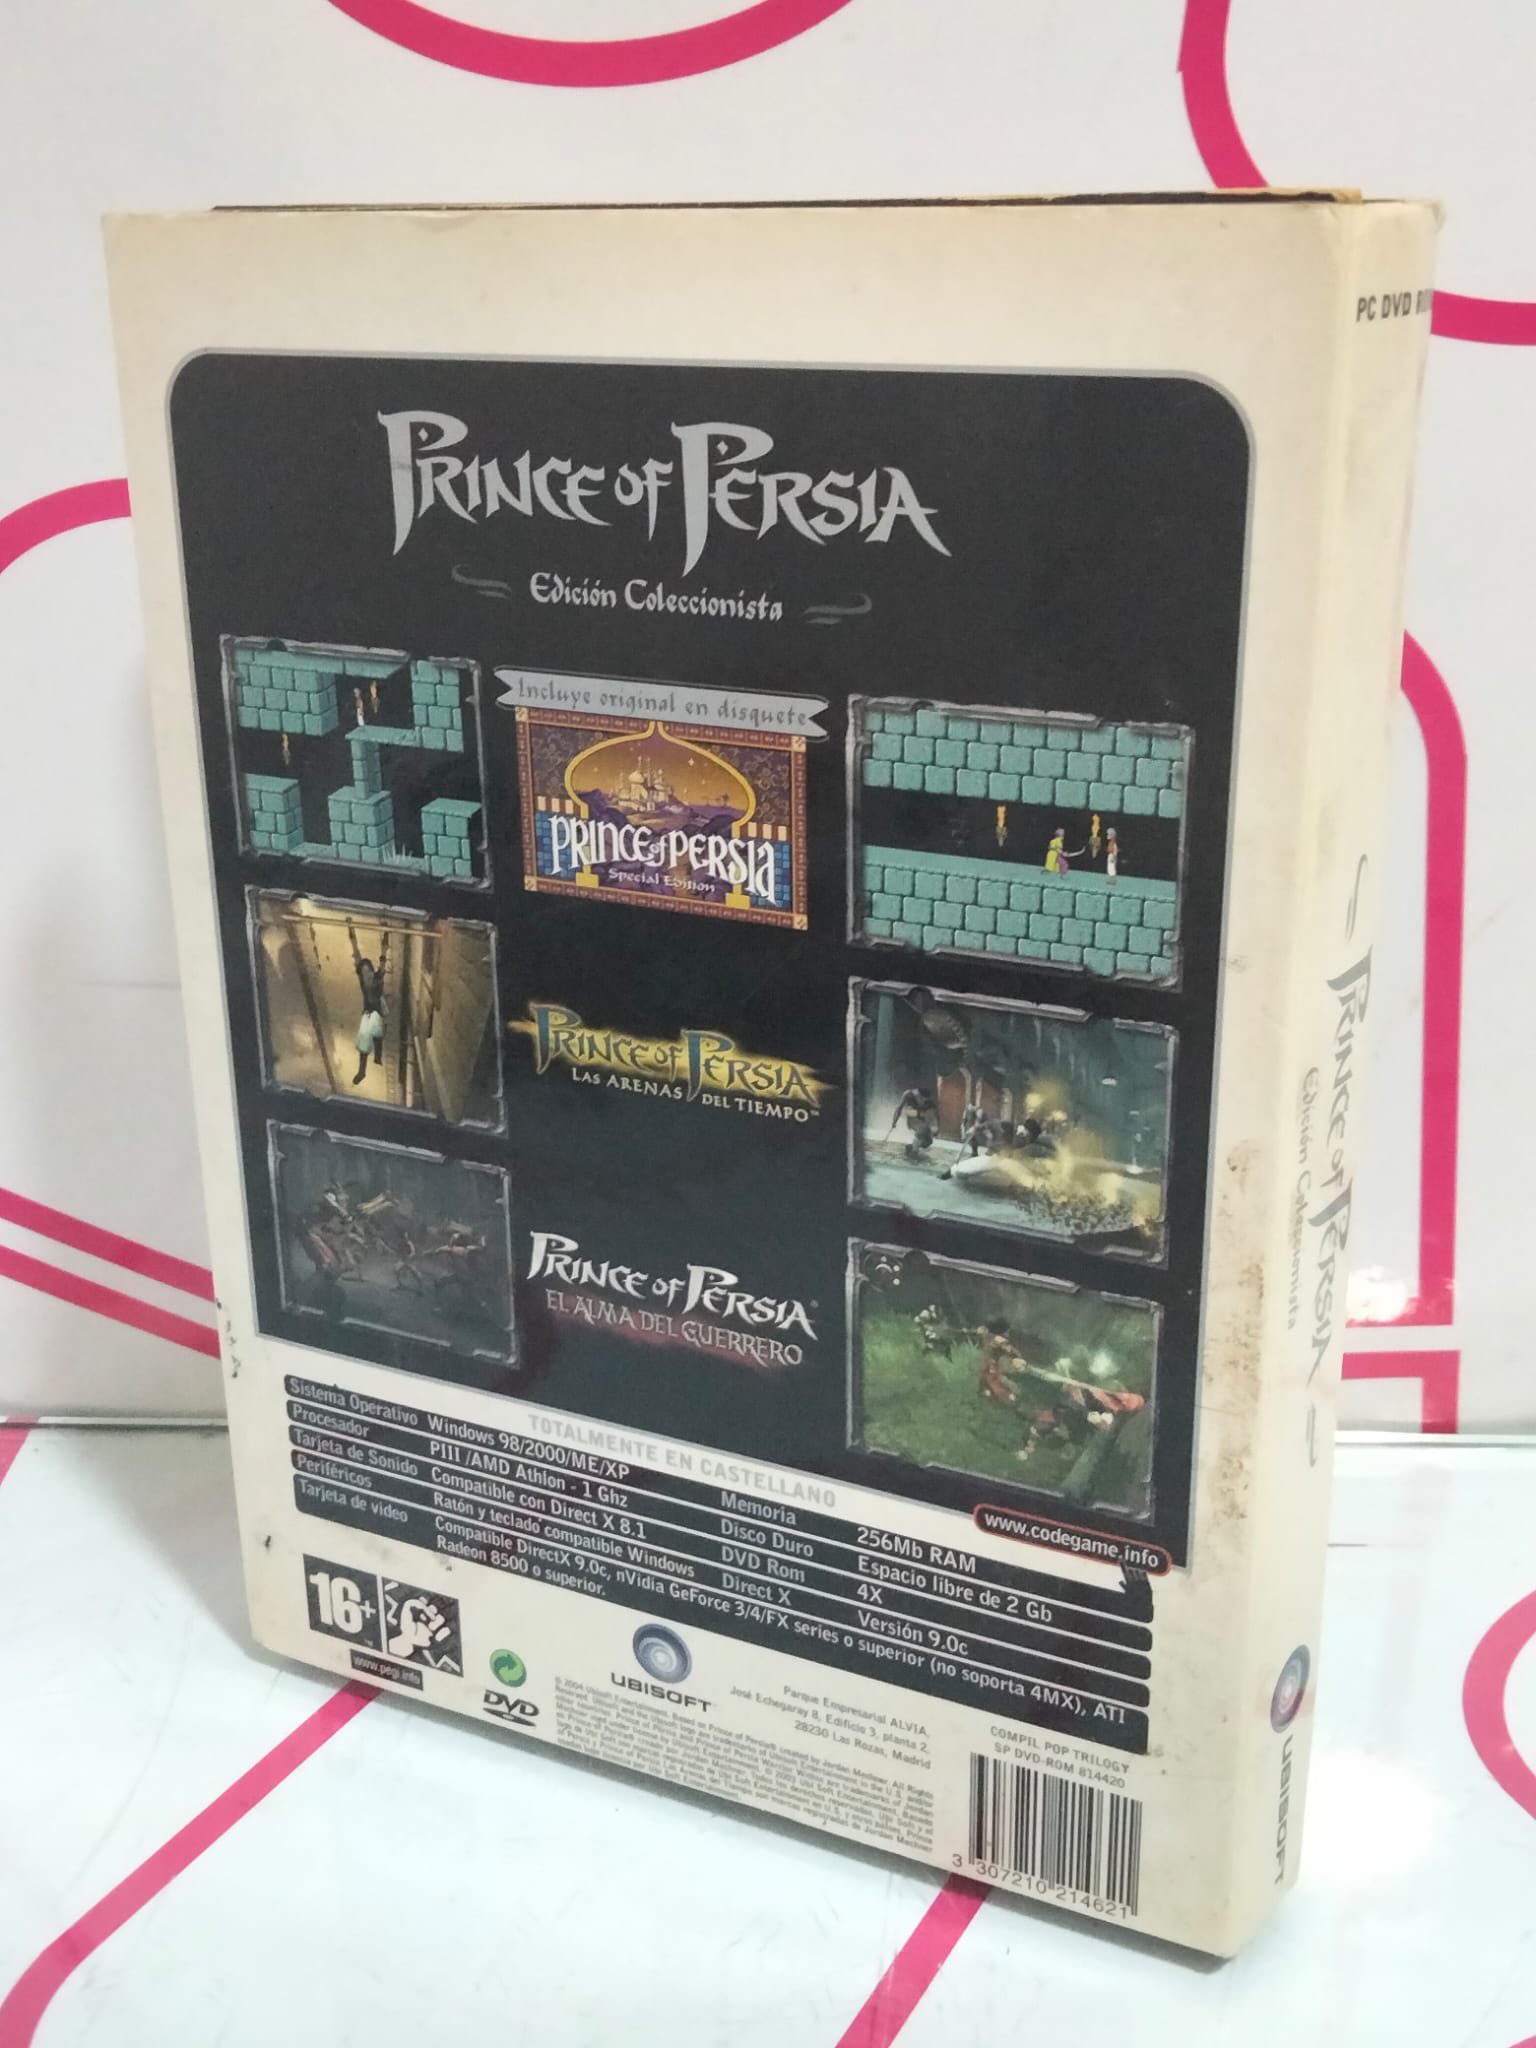 PRINCE OF PERSIA
Edición Coleccionista
Incluye original en disquete
PRINCE of PERSIA
Special Edition
PRINCE OF PERSIA
LAS ARENAS DEL TIEMPO™
PRINCE OF PERSIA®
EL ALMA DEL GUERRERO
TOTALMENTE EN CASTELLANO
www.codegame.info
Sistema Operativo Windows 98/2000/ME/XP
Procesador PIII /AMD Athlon - 1 Ghz
Tarjeta de Sonido Compatible con Direct X 8.1
Periféricos Ratón y teclado compatible Windows
Tarjeta de video Compatible DirectX 9.0c, nVidia GeForce 3/4/FX series o superior (no soporta 4MX), ATI
Radeon 8500 o superior.
Memoria 256Mb RAM
Disco Duro Espacio libre de 2 Gb
DVD Rom 4X
Direct X Versión 9.0c
16+
www.pegi.info
DVD
UBISOFT
Parque Empresarial ALVIA,
José Echegaray 8, Edificio 3, planta 2,
28230 Las Rozas, Madrid
COMPIL POP TRILOGY
SP DVD-ROM 814420
3 307210 214621
PC DVD
PRINCE OF PERSIA
Edición Coleccionista
UBISOFT